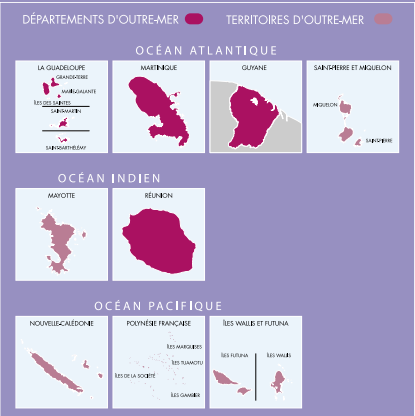 DÉPARTEMENTS D'OUTRE-MER
TERRITOIRES D'OUTRE-MER
OCÉAN ATLANTIQUE
LA GUADELOUPE
GRANDE-TERRE
MARIE-GALANTE
ÎLES DES SAINTES
SAINT-MARTIN
SAINT-BARTHÉLÉMY
MARTINIQUE
GUYANE
SAINT-PIERRE ET MIQUELON
MIQUELON
SAINT-PIERRE
OCÉAN INDIEN
MAYOTTE
RÉUNION
OCÉAN PACIFIQUE
NOUVELLE-CALÉDONIE
POLYNÉSIE FRANÇAISE
ÎLES MARQUISES
ÎLES TUAMOTU
ÎLES DE LA SOCIÉTÉ
ÎLES GAMBIER
ÎLES WALLIS ET FUTUNA
ÎLES FUTUNA
ÎLES WALLIS